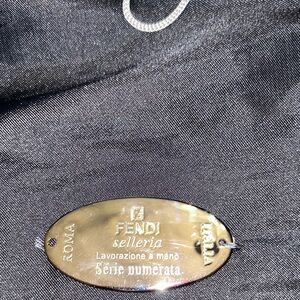 FENDI
selleria
Lavorazione a mano
Serie numerata
ROMA
ITALIA